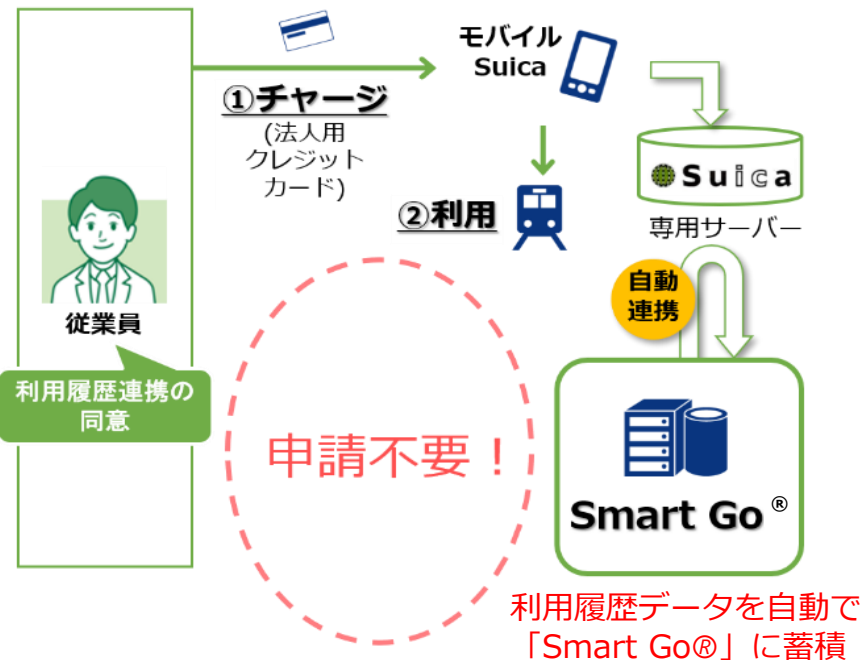 モバイル
Suica
①チャージ
(法人用
クレジット
カード)
②利用
Suica
専用サーバー
自動
連携
従業員
利用履歴連携の
同意
申請不要！
Smart Go®
利用履歴データを自動で
「Smart Go®」に蓄積